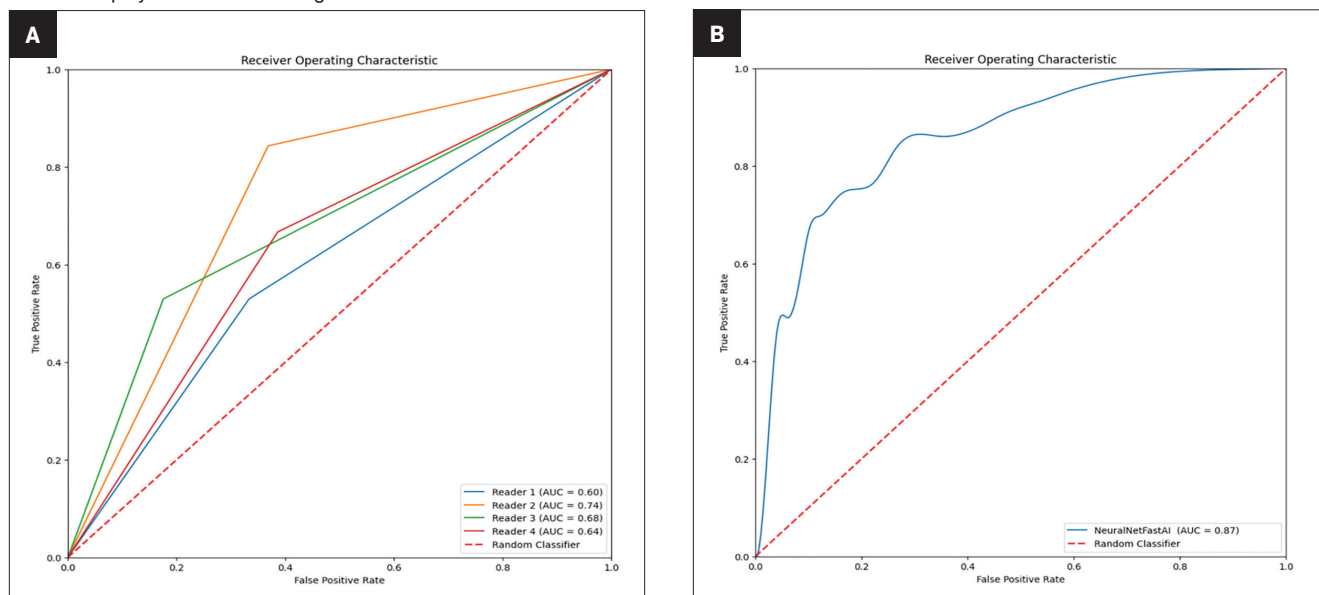 A
Receiver Operating Characteristic
True Positive Rate
1.0
0.8
0.6
0.4
0.2
0.0
0.0 0.2 0.4 0.6 0.8 1.0
False Positive Rate
Reader 1 (AUC = 0.60)
Reader 2 (AUC = 0.74)
Reader 3 (AUC = 0.68)
Reader 4 (AUC = 0.64)
Random Classifier
B
Receiver Operating Characteristic
True Positive Rate
1.0
0.8
0.6
0.4
0.2
0.0
0.0 0.2 0.4 0.6 0.8 1.0
False Positive Rate
NeuralNetFastAI (AUC = 0.87)
Random Classifier